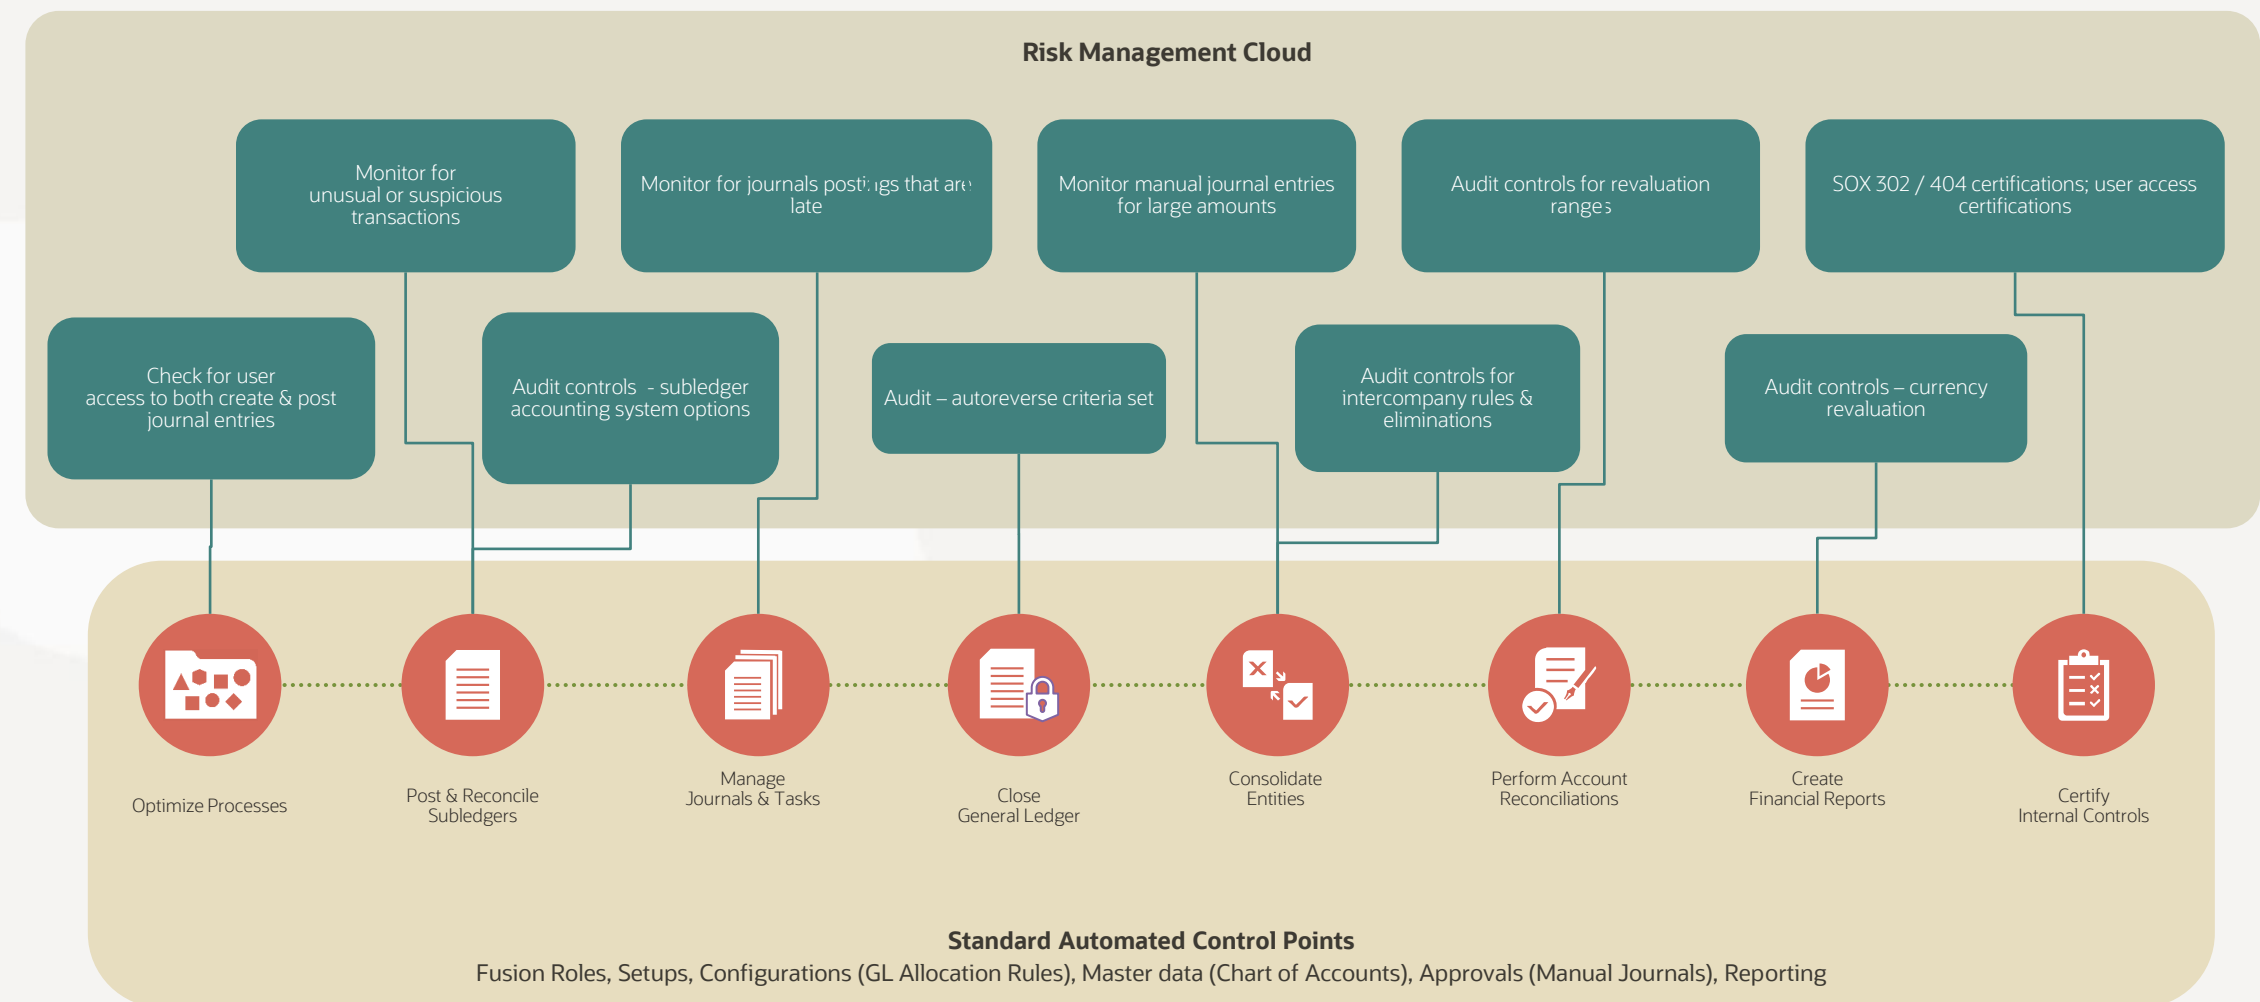 Risk Management Cloud
Monitor for
unusual or suspicious
transactions
Monitor for journals postings that are
late
Monitor manual journal entries
for large amounts
Audit controls for revaluation
ranges
SOX 302 / 404 certifications; user access
certifications
Check for user
access to both create & post
journal entries
Audit controls  - subledger
accounting system options
Audit – autoreverse criteria set
Audit controls for
intercompany rules &
eliminations
Audit controls – currency
revaluation
Optimize Processes
Post & Reconcile
Subledgers
Manage
Journals & Tasks
Close
General Ledger
Consolidate
Entities
Perform Account
Reconciliations
Create
Financial Reports
Certify
Internal Controls
Standard Automated Control Points
Fusion Roles, Setups, Configurations (GL Allocation Rules), Master data (Chart of Accounts), Approvals (Manual Journals), Reporting